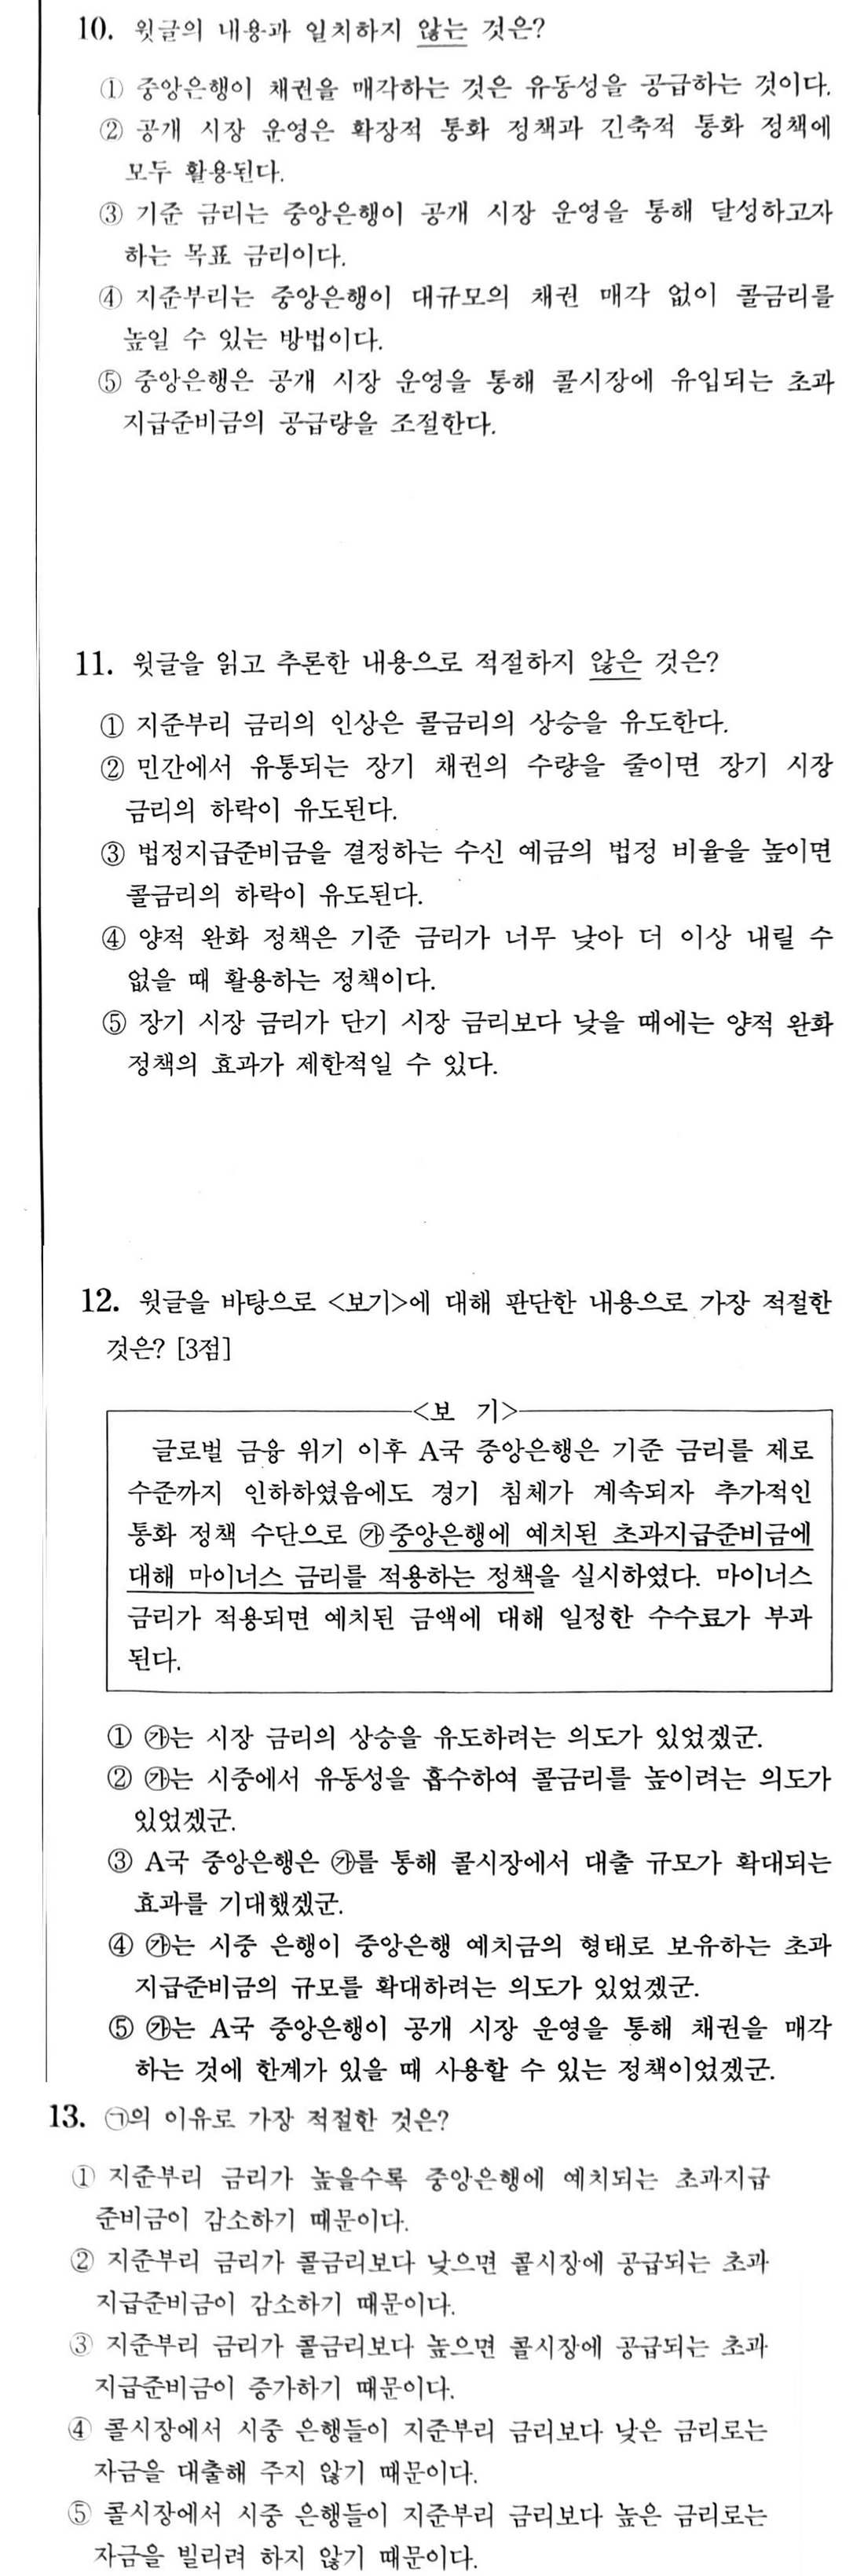 10. 윗글의 내용과 일치하지 않는 것은?
① 중앙은행이 채권을 매각하는 것은 유동성을 공급하는 것이다.
② 공개 시장 운영은 확장적 통화 정책과 긴축적 통화 정책에
모두 활용된다.
③ 기준 금리는 중앙은행이 공개 시장 운영을 통해 달성하고자
하는 목표 금리이다.
④ 지준부리는 중앙은행이 대규모의 채권 매각 없이 콜금리를
높일 수 있는 방법이다.
⑤ 중앙은행은 공개 시장 운영을 통해 콜시장에 유입되는 초과
지급준비금의 공급량을 조절한다.
11. 윗글을 읽고 추론한 내용으로 적절하지 않은 것은?
① 지준부리 금리의 인상은 콜금리의 상승을 유도한다.
② 민간에서 유통되는 장기 채권의 수량을 줄이면 장기 시장
금리의 하락이 유도된다.
③ 법정지급준비금을 결정하는 수신 예금의 법정 비율을 높이면
콜금리의 하락이 유도된다.
④ 양적 완화 정책은 기준 금리가 너무 낮아 더 이상 내릴 수
없을 때 활용하는 정책이다.
⑤ 장기 시장 금리가 단기 시장 금리보다 낮을 때에는 양적 완화
정책의 효과가 제한적일 수 있다.
12. 윗글을 바탕으로 <보기>에 대해 판단한 내용으로 가장 적절한
것은? [3점]
<보 기>
글로벌 금융 위기 이후 A국 중앙은행은 기준 금리를 제로
수준까지 인하하였음에도 경기 침체가 계속되자 추가적인
통화 정책 수단으로 ㉮중앙은행에 예치된 초과지급준비금에
대해 마이너스 금리를 적용하는 정책을 실시하였다. 마이너스
금리가 적용되면 예치된 금액에 대해 일정한 수수료가 부과
된다.
① ㉮는 시장 금리의 상승을 유도하려는 의도가 있었겠군.
② ㉮는 시중에서 유동성을 흡수하여 콜금리를 높이려는 의도가
있었겠군.
③ A국 중앙은행은 ㉮를 통해 콜시장에서 대출 규모가 확대되는
효과를 기대했겠군.
④ ㉮는 시중 은행이 중앙은행 예치금의 형태로 보유하는 초과
지급준비금의 규모를 확대하려는 의도가 있었겠군.
⑤ ㉮는 A국 중앙은행이 공개 시장 운영을 통해 채권을 매각
하는 것에 한계가 있을 때 사용할 수 있는 정책이었겠군.
13. ㉠의 이유로 가장 적절한 것은?
① 지준부리 금리가 높을수록 중앙은행에 예치되는 초과지급
준비금이 감소하기 때문이다.
② 지준부리 금리가 콜금리보다 낮으면 콜시장에 공급되는 초과
지급준비금이 감소하기 때문이다.
③ 지준부리 금리가 콜금리보다 높으면 콜시장에 공급되는 초과
지급준비금이 증가하기 때문이다.
④ 콜시장에서 시중 은행들이 지준부리 금리보다 낮은 금리로는
자금을 대출해 주지 않기 때문이다.
⑤ 콜시장에서 시중 은행들이 지준부리 금리보다 높은 금리로는
자금을 빌리려 하지 않기 때문이다.